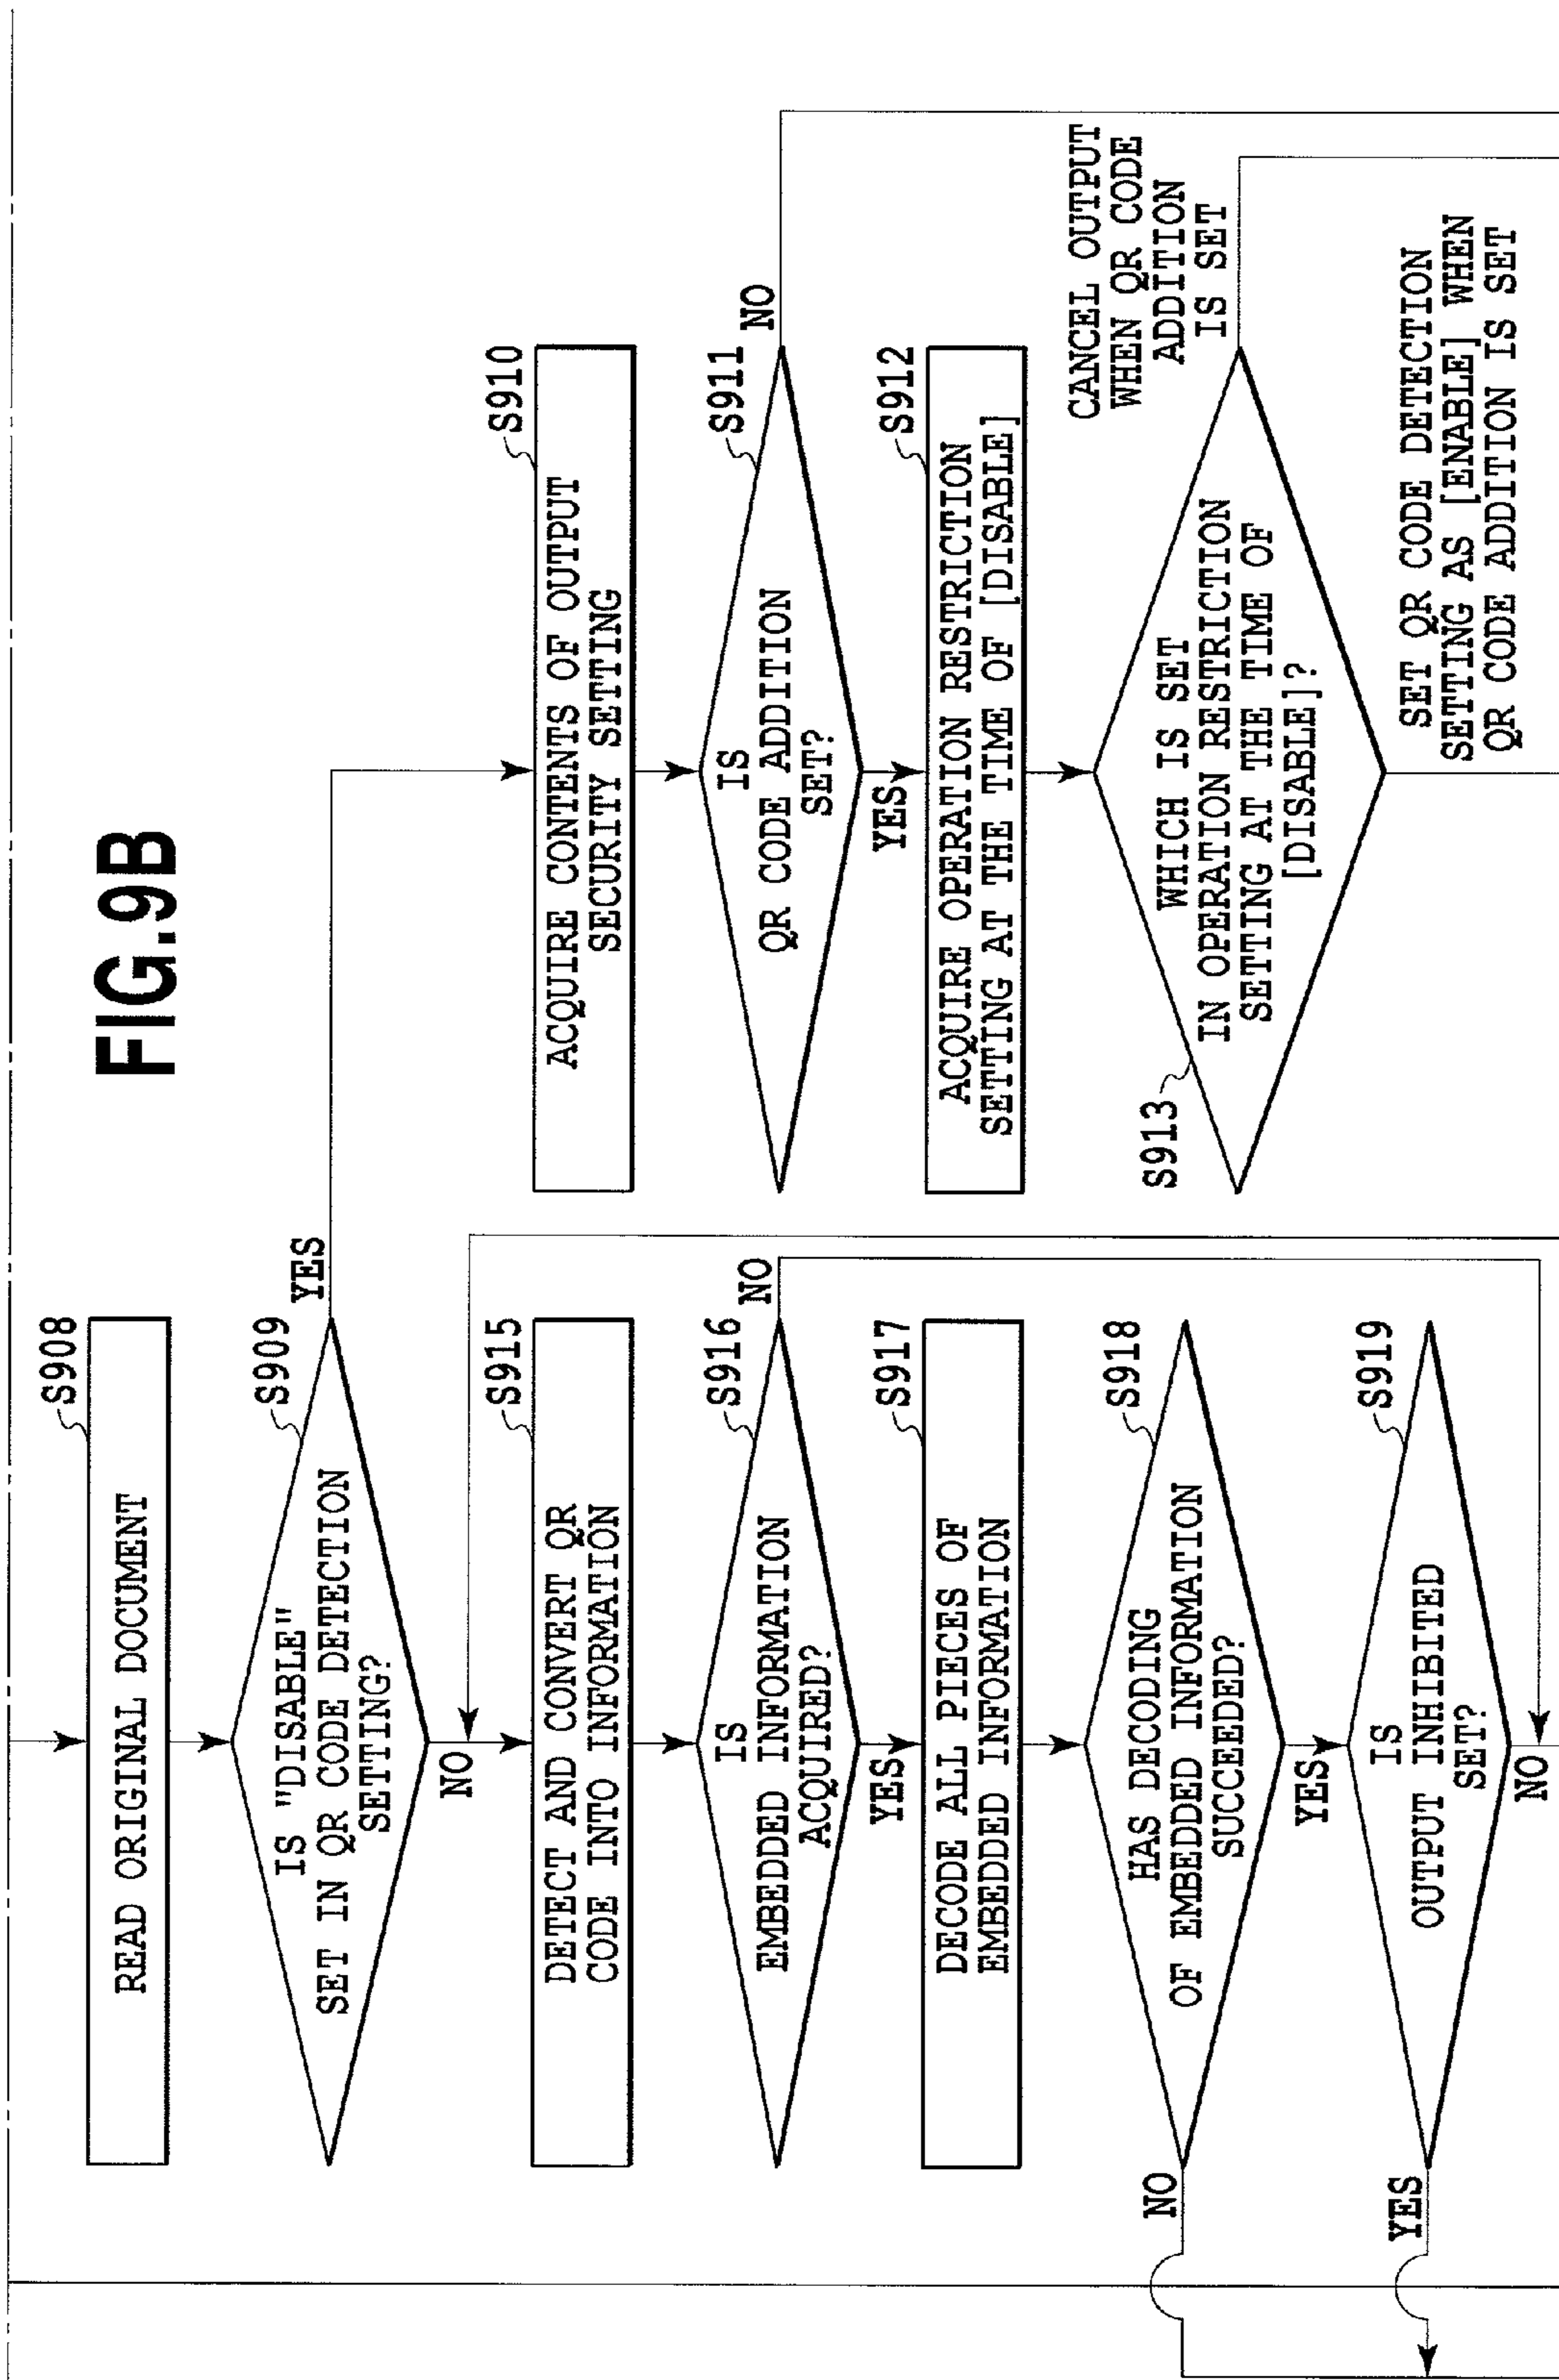 FIG.9B
S908
READ ORIGINAL DOCUMENT
S909
IS "DISABLE"
SET IN QR CODE DETECTION
SETTING?
YES
NO
S915
DETECT AND CONVERT QR
CODE INTO INFORMATION
S916
IS
EMBEDDED INFORMATION
ACQUIRED?
NO
YES
S917
DECODE ALL PIECES OF
EMBEDDED INFORMATION
S918
HAS DECODING
OF EMBEDDED INFORMATION
SUCCEEDED?
NO
YES
S919
IS
OUTPUT INHIBITED
SET?
YES
NO
S910
ACQUIRE CONTENTS OF OUTPUT
SECURITY SETTING
S911
IS
QR CODE ADDITION
SET?
NO
YES
S912
ACQUIRE OPERATION RESTRICTION
SETTING AT THE TIME OF [DISABLE]
S913
WHICH IS SET
IN OPERATION RESTRICTION
SETTING AT THE TIME OF
[DISABLE]?
CANCEL OUTPUT
WHEN QR CODE
ADDITION
IS SET
SET QR CODE DETECTION
SETTING AS [ENABLE] WHEN
QR CODE ADDITION IS SET